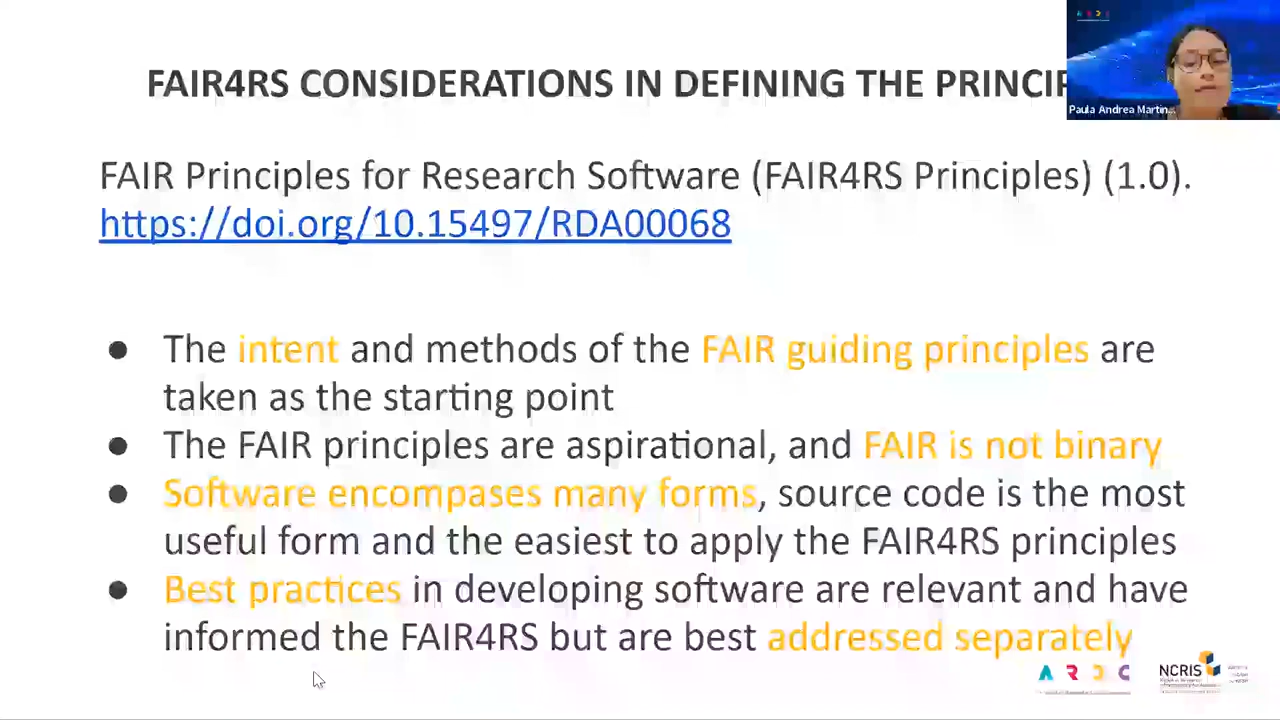 FAIR4RS CONSIDERATIONS IN DEFINING THE PRINCIP
Paula Andrea Martin...
FAIR Principles for Research Software (FAIR4RS Principles) (1.0).
https://doi.org/10.15497/RDA00068
● The intent and methods of the FAIR guiding principles are
taken as the starting point
● The FAIR principles are aspirational, and FAIR is not binary
● Software encompases many forms, source code is the most
useful form and the easiest to apply the FAIR4RS principles
● Best practices in developing software are relevant and have
informed the FAIR4RS but are best addressed separately
ARDC
NCRIS